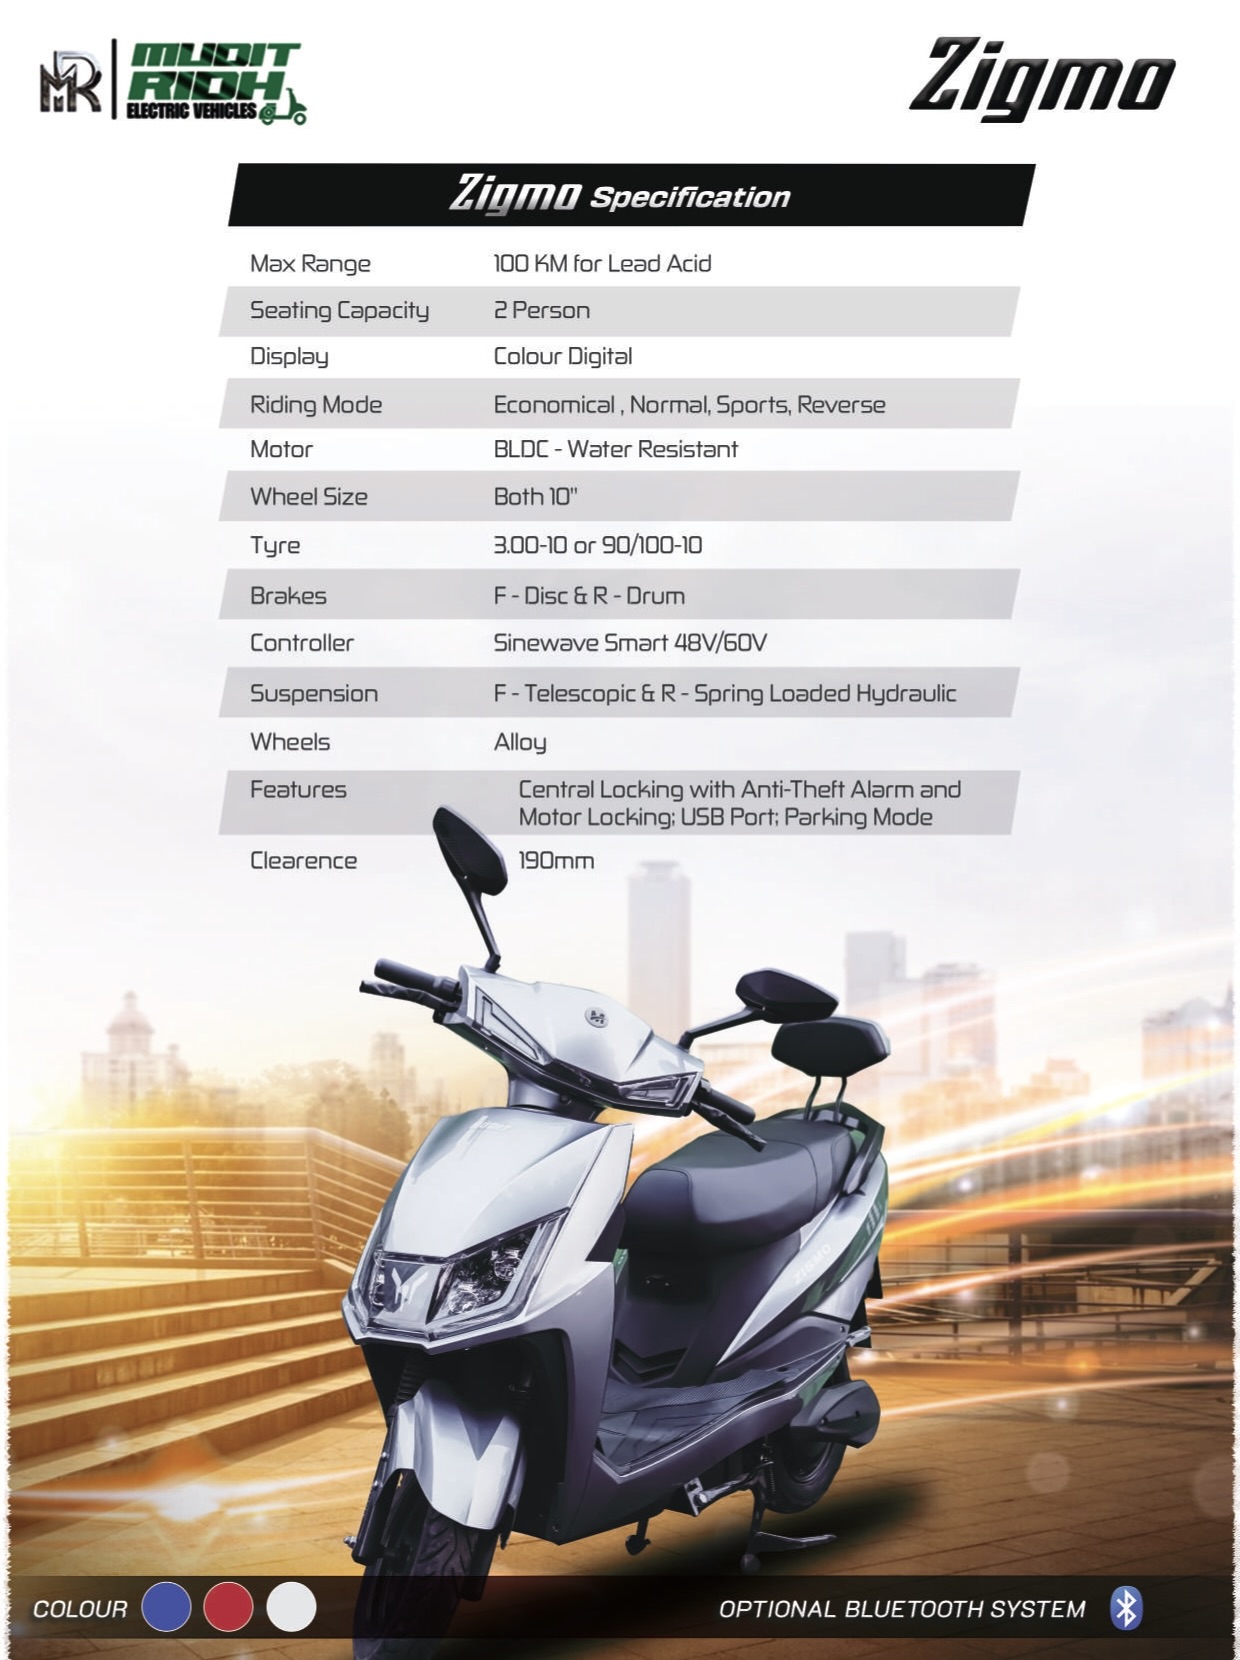 MR | MUDIT
RIDH
ELECTRIC VEHICLES
Zigmo
Zigmo Specification
Max Range 100 KM for Lead Acid
Seating Capacity 2 Person
Display Colour Digital
Riding Mode Economical , Normal, Sports, Reverse
Motor BLDC - Water Resistant
Wheel Size Both 10"
Tyre 3.00-10 or 90/100-10
Brakes F - Disc & R - Drum
Controller Sinewave Smart 48V/60V
Suspension F - Telescopic & R - Spring Loaded Hydraulic
Wheels Alloy
Features Central Locking with Anti-Theft Alarm and
Motor Locking; USB Port; Parking Mode
Clearence 190mm
ZIGMO
COLOUR
OPTIONAL BLUETOOTH SYSTEM